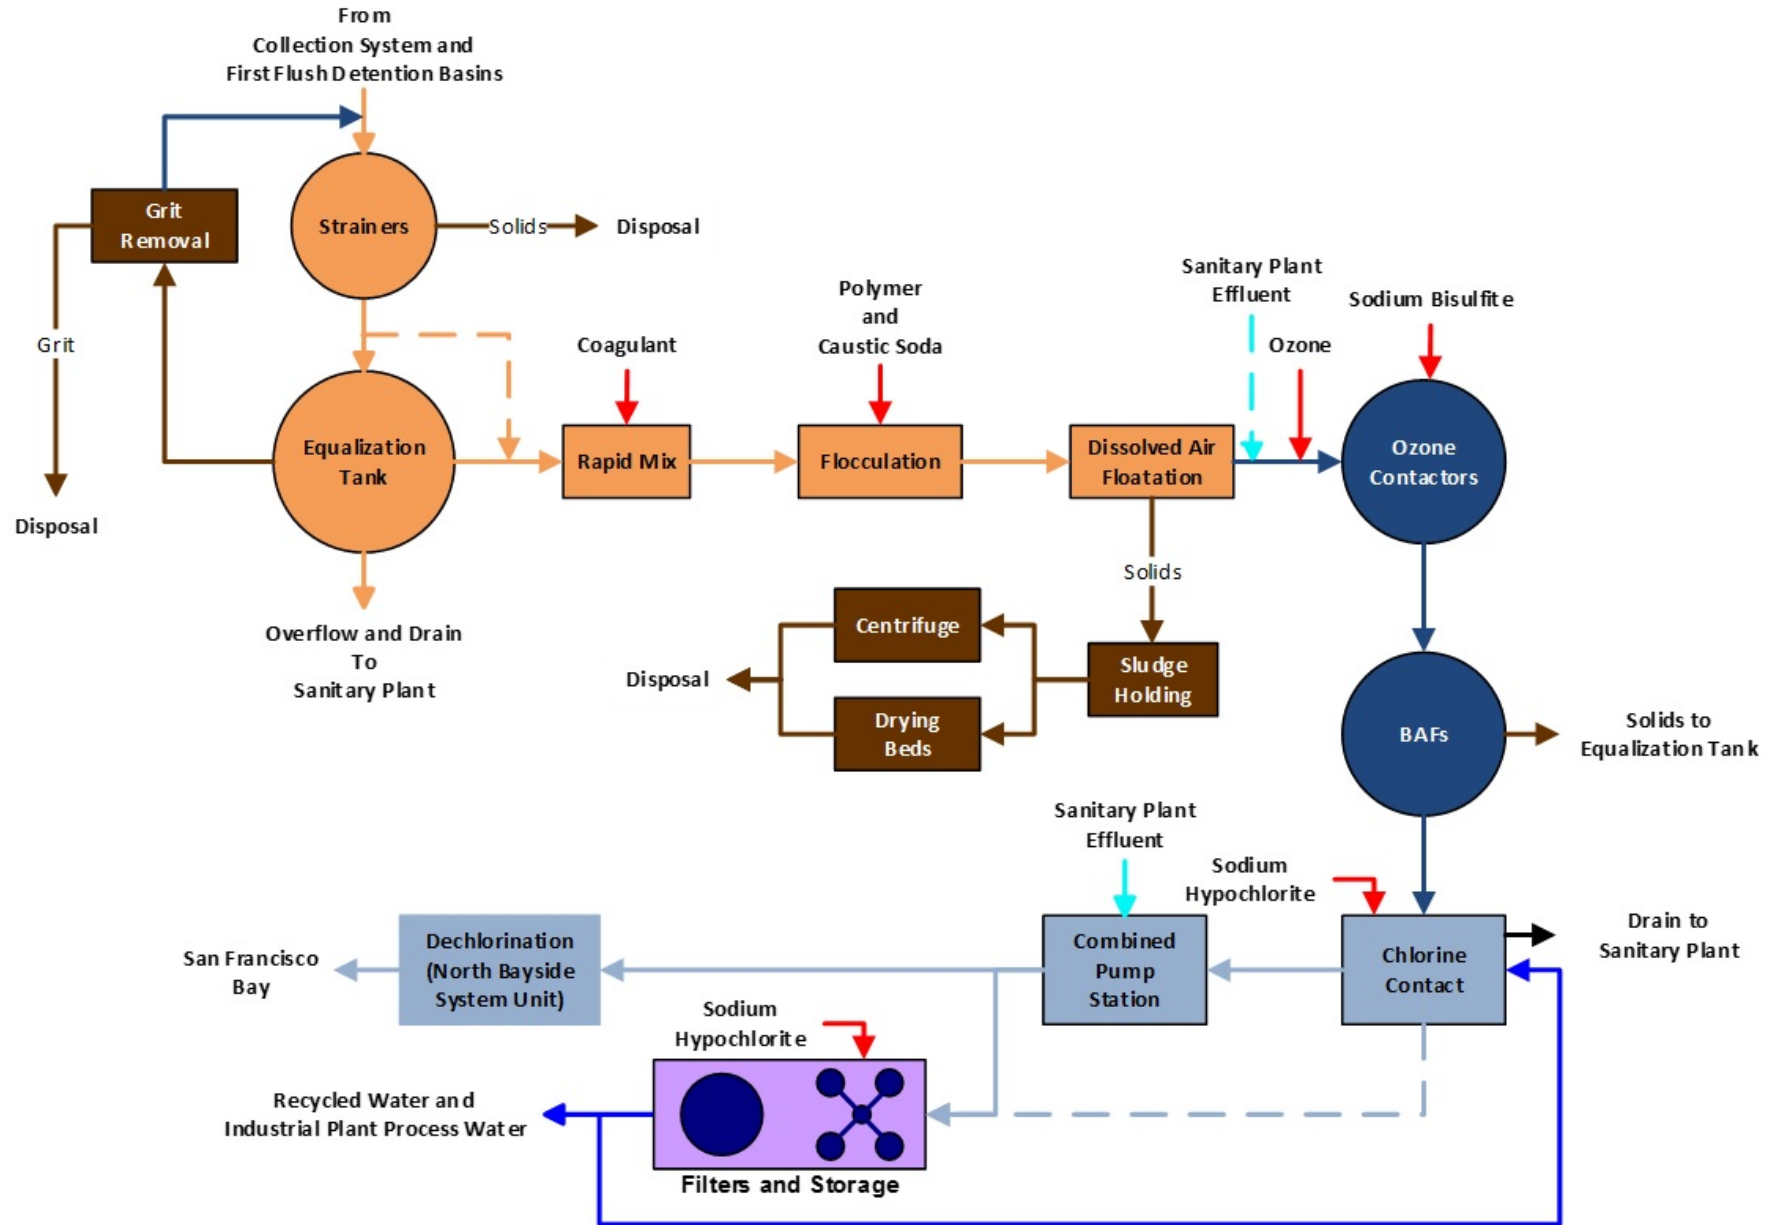 From
Collection System and
First Flush Detention Basins
Grit
Removal
Strainers
Solids
Disposal
Grit
Disposal
Equalization
Tank
Overflow and Drain
To
Sanitary Plant
Coagulant
Rapid Mix
Polymer
and
Caustic Soda
Flocculation
Dissolved Air
Floatation
Sanitary Plant
Effluent
Ozone
Sodium Bisulfite
Ozone
Contactors
Solids
Sludge
Holding
Centrifuge
Drying
Beds
Disposal
BAFs
Solids to
Equalization Tank
Sanitary Plant
Effluent
Sodium
Hypochlorite
Chlorine
Contact
Drain to
Sanitary Plant
Combined
Pump
Station
Dechlorination
(North Bayside
System Unit)
San Francisco
Bay
Sodium
Hypochlorite
Recycled Water and
Industrial Plant Process Water
Filters and Storage